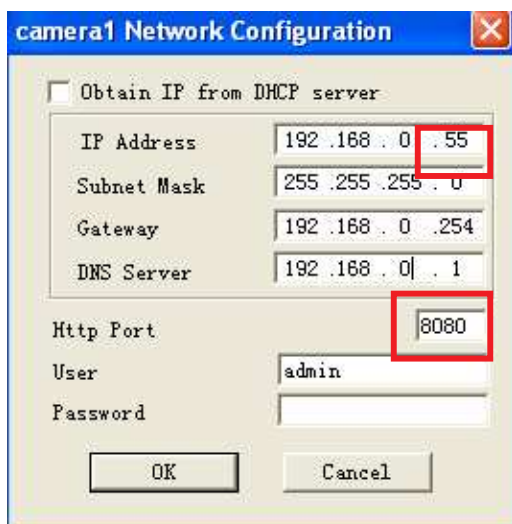 camera1 Network Configuration
Obtain IP from DHCP server
IP Address 192 .168 . 0 . 55
Subnet Mask 255 .255 .255 . 0
Gateway 192 .168 . 0 .254
DNS Server 192 .168 . 0 . 1
Http Port 8080
User admin
Password
OK Cancel